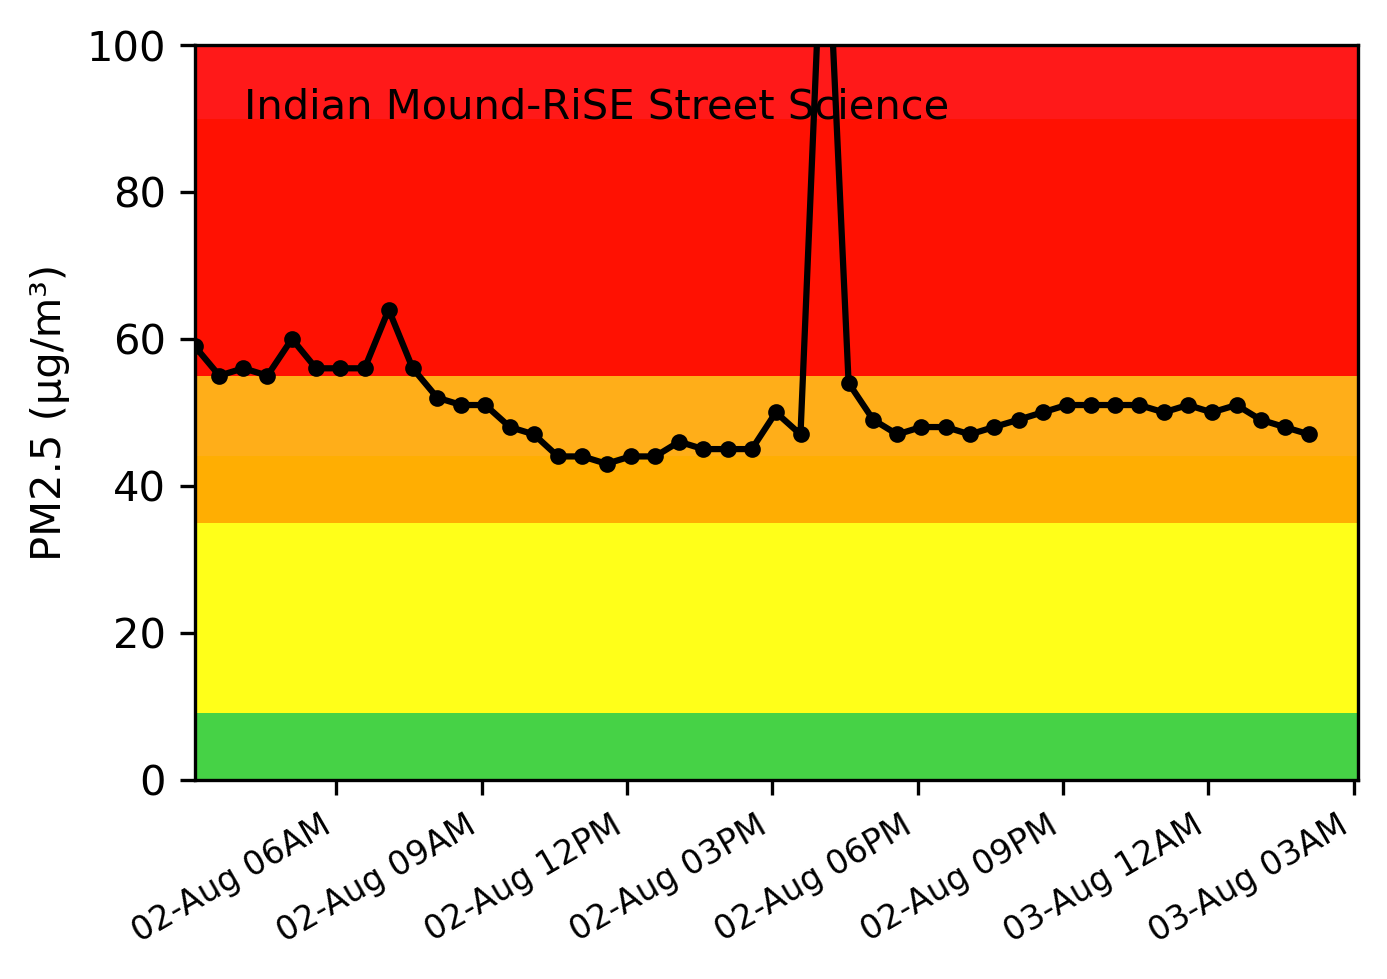 100
Indian Mound-RiSE Street Science
80
60
40
20
0
PM2.5 (µg/m³)
02-Aug 06AM
02-Aug 09AM
02-Aug 12PM
02-Aug 03PM
02-Aug 06PM
02-Aug 09PM
03-Aug 12AM
03-Aug 03AM